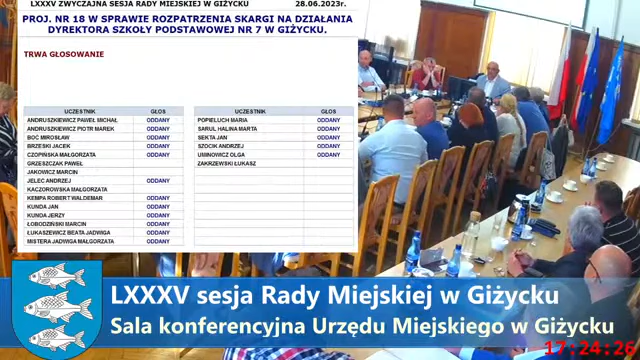 LXXXV ZWYCZAJNA SESJA RADY MIEJSKIEJ W GIŻYCKU 28.06.2023r.
PROJ. NR 18 W SPRAWIE ROZPATRZENIA SKARGI NA DZIAŁANIA
DYREKTORA SZKOŁY PODSTAWOWEJ NR 7 W GIŻYCKU.
TRWA GŁOSOWANIE
UCZESTNIK GŁOS
ANDRUSZKIEWICZ PAWEŁ MICHAŁ ODDANY
ANDRUSZKIEWICZ PIOTR MAREK ODDANY
BOĆ MIROSŁAW ODDANY
BRZESKI JACEK ODDANY
CZOPIŃSKA MAŁGORZATA ODDANY
GRZESZCZAK PAWEŁ
JAKOWICZ MARCIN
JELEC ANDRZEJ ODDANY
KACZOROWSKA MAŁGORZATA
KEMPA ROBERT WALDEMAR ODDANY
KUNDA JAN ODDANY
KUNDA JERZY ODDANY
ŁOBODZIŃSKI MARCIN ODDANY
ŁUKASZEWICZ BEATA JADWIGA ODDANY
MISTERA JADWIGA MAŁGORZATA ODDANY
UCZESTNIK GŁOS
POPIELUCH MARIA ODDANY
SARUL HALINA MARTA ODDANY
SEKTA JAN ODDANY
SZOCIK ANDRZEJ ODDANY
UMINOWICZ OLGA ODDANY
ZAKRZEWSKI ŁUKASZ
LXXXV sesja Rady Miejskiej w Giżycku
Sala konferencyjna Urzędu Miejskiego w Giżycku
17:24:26